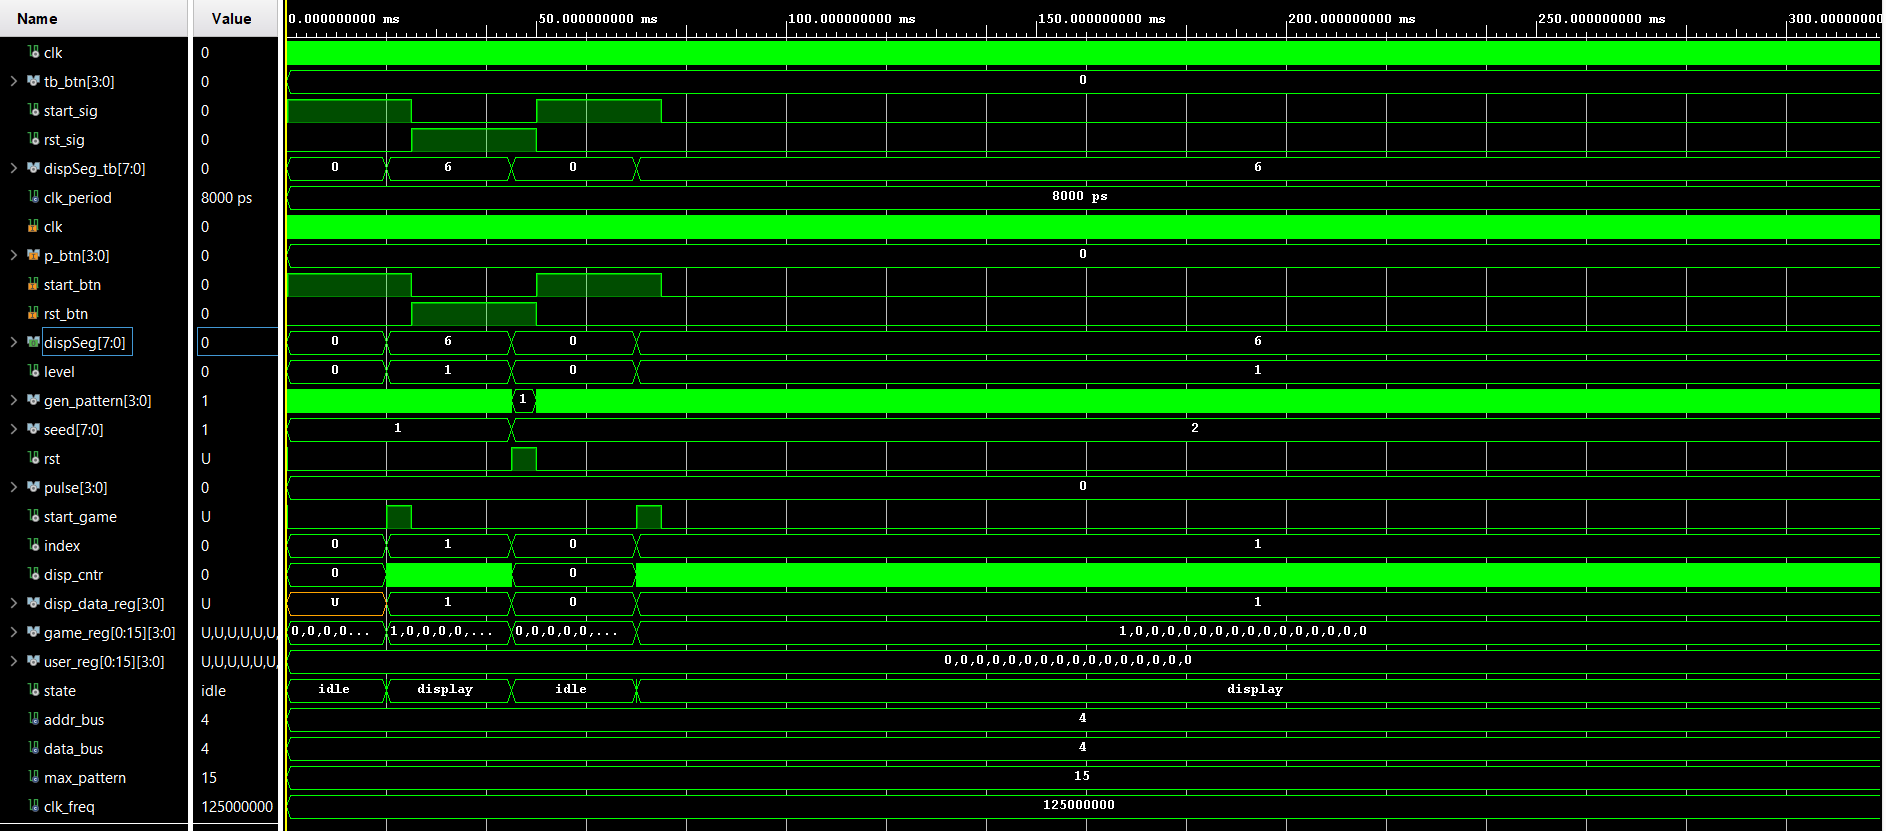 Name Value 0.000000000 ms 50.000000000 ms 100.000000000 ms 150.000000000 ms 200.000000000 ms 250.000000000 ms 300.00000000
clk 0
tb_btn[3:0] 0 0
start_sig 0
rst_sig 0
dispSeg_tb[7:0] 0 0 6 0 6
clk_period 8000 ps 8000 ps
clk 0
p_btn[3:0] 0 0
start_btn 0
rst_btn 0
dispSeg[7:0] 0 0 6 0 6
level 0 0 1 0 1
gen_pattern[3:0] 1 1
seed[7:0] 1 1 2
rst U
pulse[3:0] 0 0
start_game U
index 0 0 1 0 1
disp_cntr 0 0 0
disp_data_reg[3:0] U U 1 0 1
game_reg[0:15][3:0] U,U,U,U,U,U, 0,0,0,0... 1,0,0,0,0,... 0,0,0,0,0,... 1,0,0,0,0,0,0,0,0,0,0,0,0,0,0,0
user_reg[0:15][3:0] U,U,U,U,U,U, 0,0,0,0,0,0,0,0,0,0,0,0,0,0,0,0
state idle idle display idle display
addr_bus 4 4
data_bus 4 4
max_pattern 15 15
clk_freq 125000000 125000000